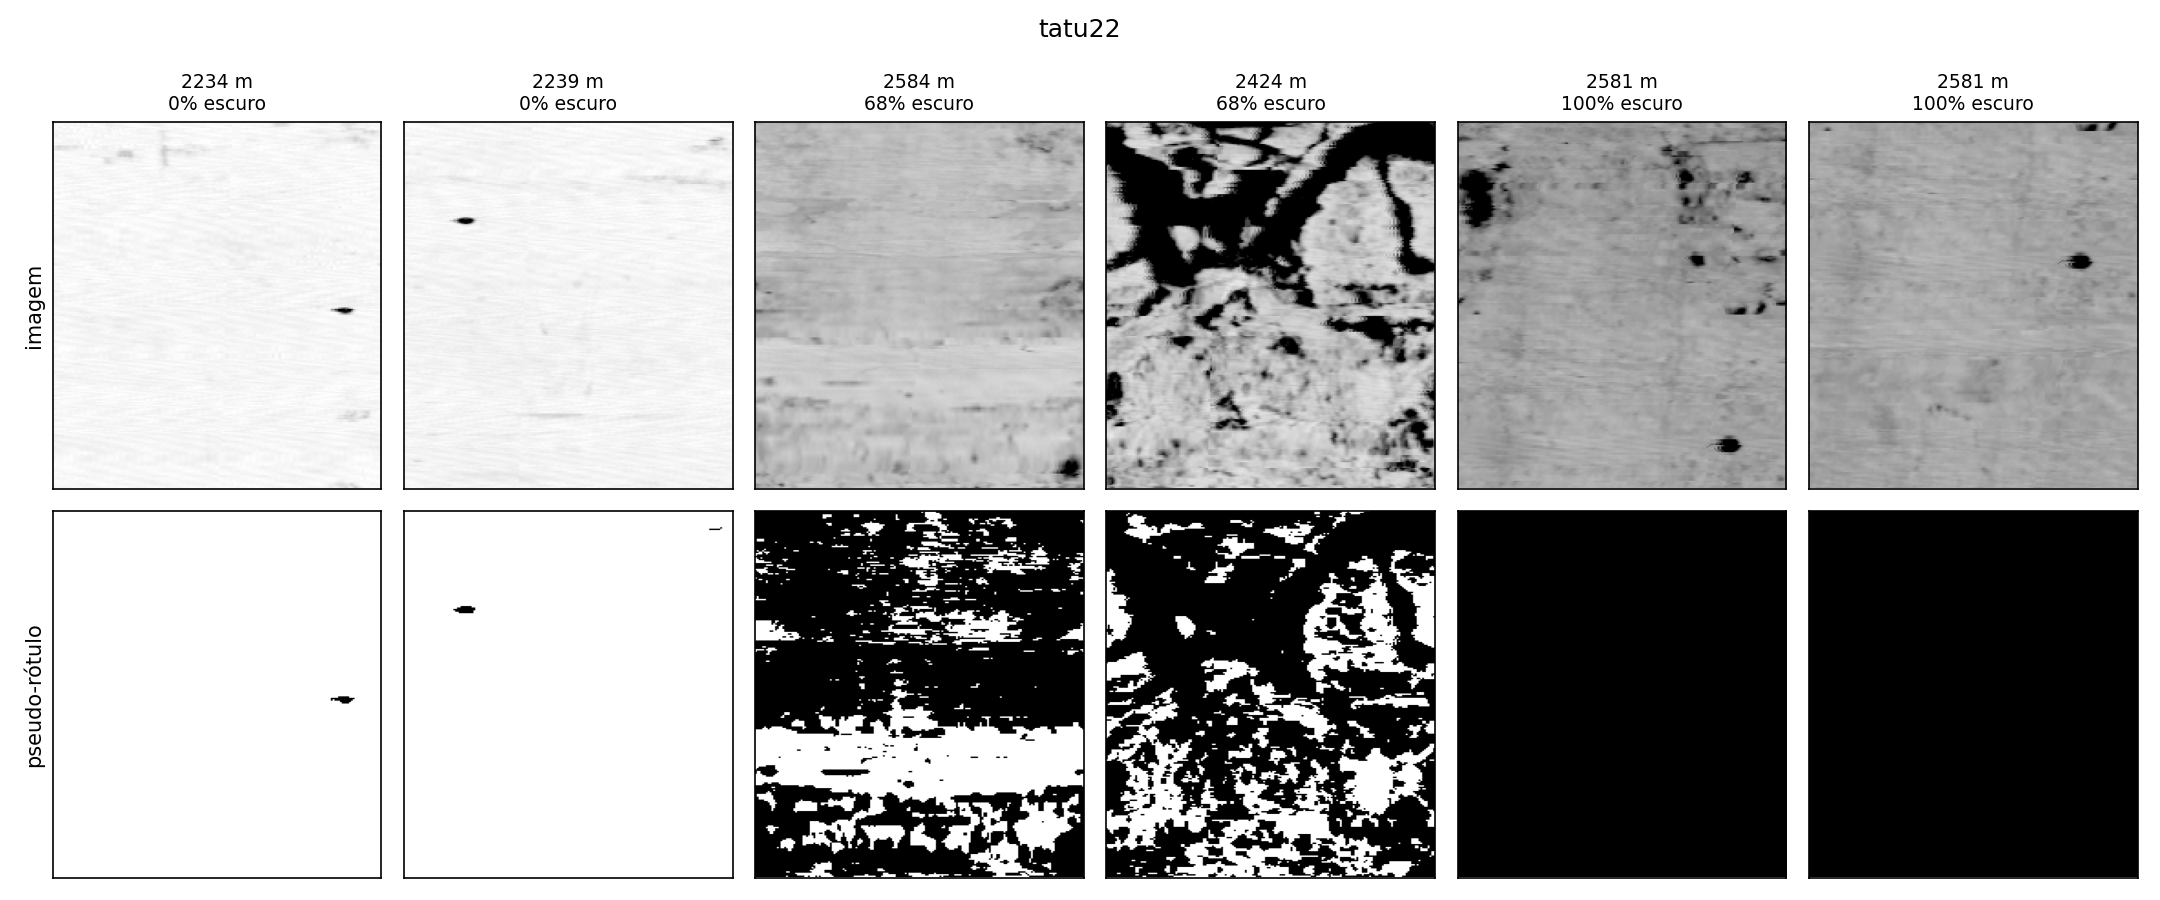 tatu22
2234 m
0% escuro
2239 m
0% escuro
2584 m
68% escuro
2424 m
68% escuro
2581 m
100% escuro
2581 m
100% escuro
imagem
pseudo-rótulo